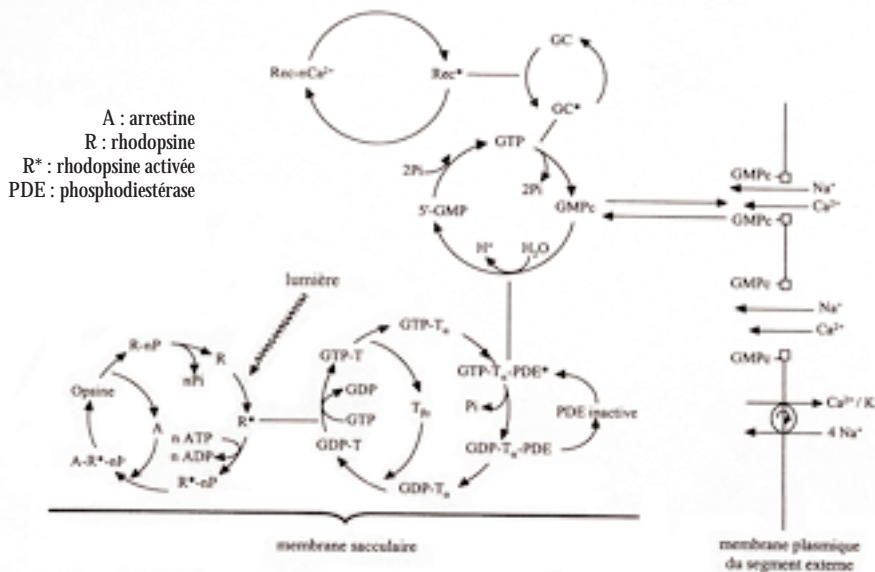 A : arrestine
R : rhodopsine
R* : rhodopsine activée
PDE : phosphodiestérase
Rec-nCa²⁺
Rec*
GC
GC*
GTP
2Pi
2Pi
5'-GMP
GMPc
H⁺
H₂O
GMPc
Na⁺
Ca²⁺
GMPc
GMPc
Na⁺
Ca²⁺
GMPc
lumière
R-nP
nPi
R
Opsine
A
n ATP
n ADP
R*
A-R*-nP
R*-nP
GTP-T
GDP
GTP
GDP-T
GTP-Tα
GTP-Tα-PDE*
Pi
PDE inactive
GDP-Tα-PDE
GDP-Tα
Ca²⁺ / K
4 Na⁺
membrane sacculaire
membrane plasmique
du segment externe